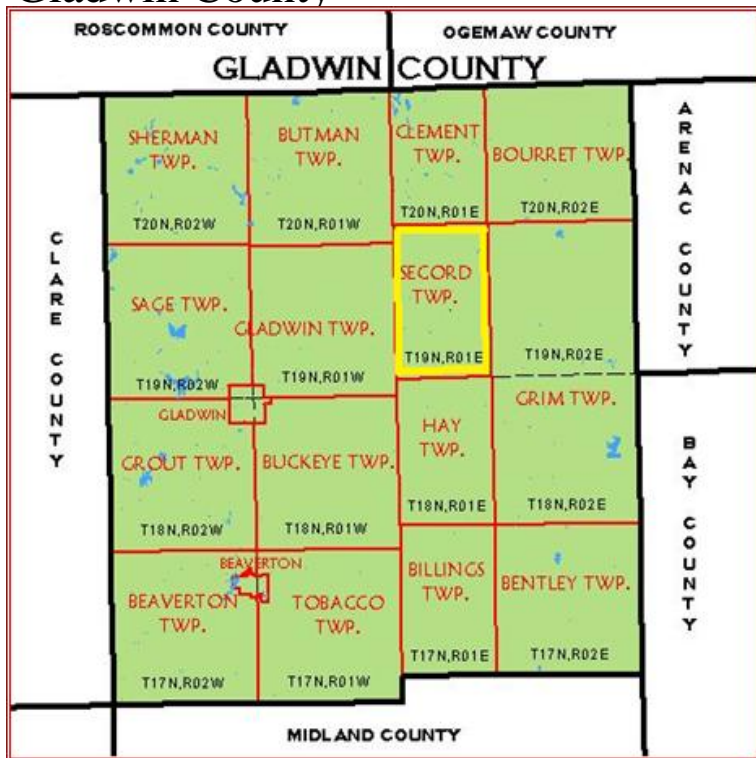 Gladwin County
ROSCOMMON COUNTY
OGEMAW COUNTY
GLADWIN COUNTY
SHERMAN
TWP.
T20N,R02W
BUTMAN
TWP.
T20N,R01W
CLEMENT
TWP.
T20N,R01E
BOURRET TWP.
T20N,R02E
ARENAC COUNTY
CLARE COUNTY
SAGE TWP.
T19N,R02W
GLADWIN TWP.
T19N,R01W
SECORD
TWP.
T19N,R01E
T19N,R02E
GLADWIN
GROUT TWP.
T18N,R02W
BUCKEYE TWP.
T18N,R01W
HAY
TWP.
T18N,R01E
GRIM TWP.
T18N,R02E
BAY COUNTY
BEAVERTON
BEAVERTON
TWP.
T17N,R02W
TOBACCO
TWP.
T17N,R01W
BILLINGS
TWP.
T17N,R01E
BENTLEY TWP.
T17N,R02E
MIDLAND COUNTY